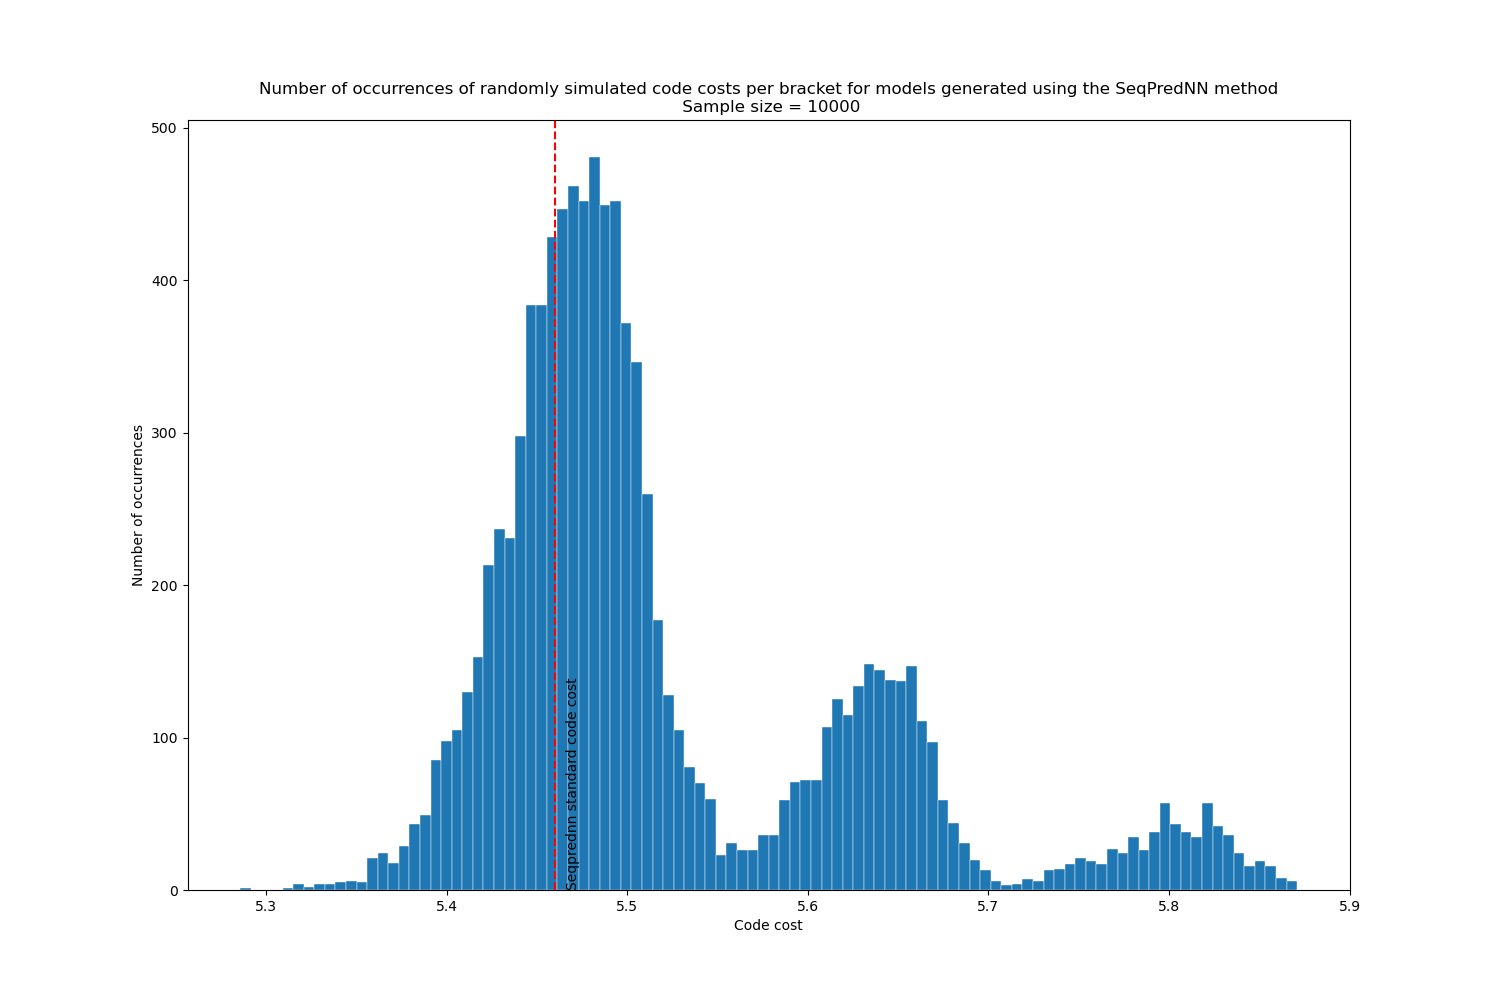 Number of occurrences of randomly simulated code costs per bracket for models generated using the SeqPredNN method
Sample size = 10000
500
400
300
200
100
0
Number of occurrences
Seqprednn standard code cost
5.3
5.4
5.5
5.6
5.7
5.8
5.9
Code cost